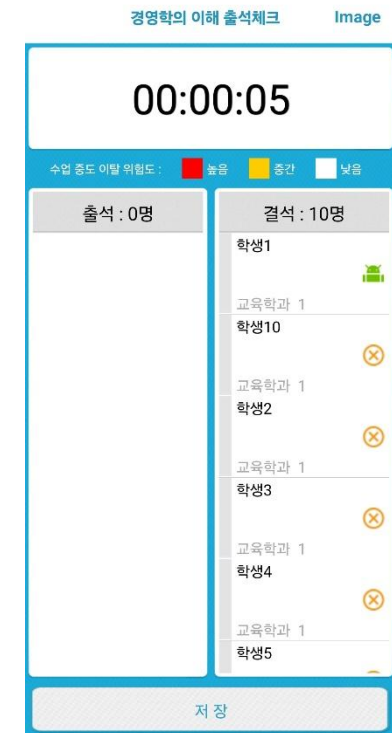 경영학의 이해 출석체크
Image
00:00:05
수업 중도 이탈 위험도 : 높음 중간 낮음
출석 : 0명
결석 : 10명
학생1
교육학과 1
학생10
교육학과 1
학생2
교육학과 1
학생3
교육학과 1
학생4
교육학과 1
학생5
저 장